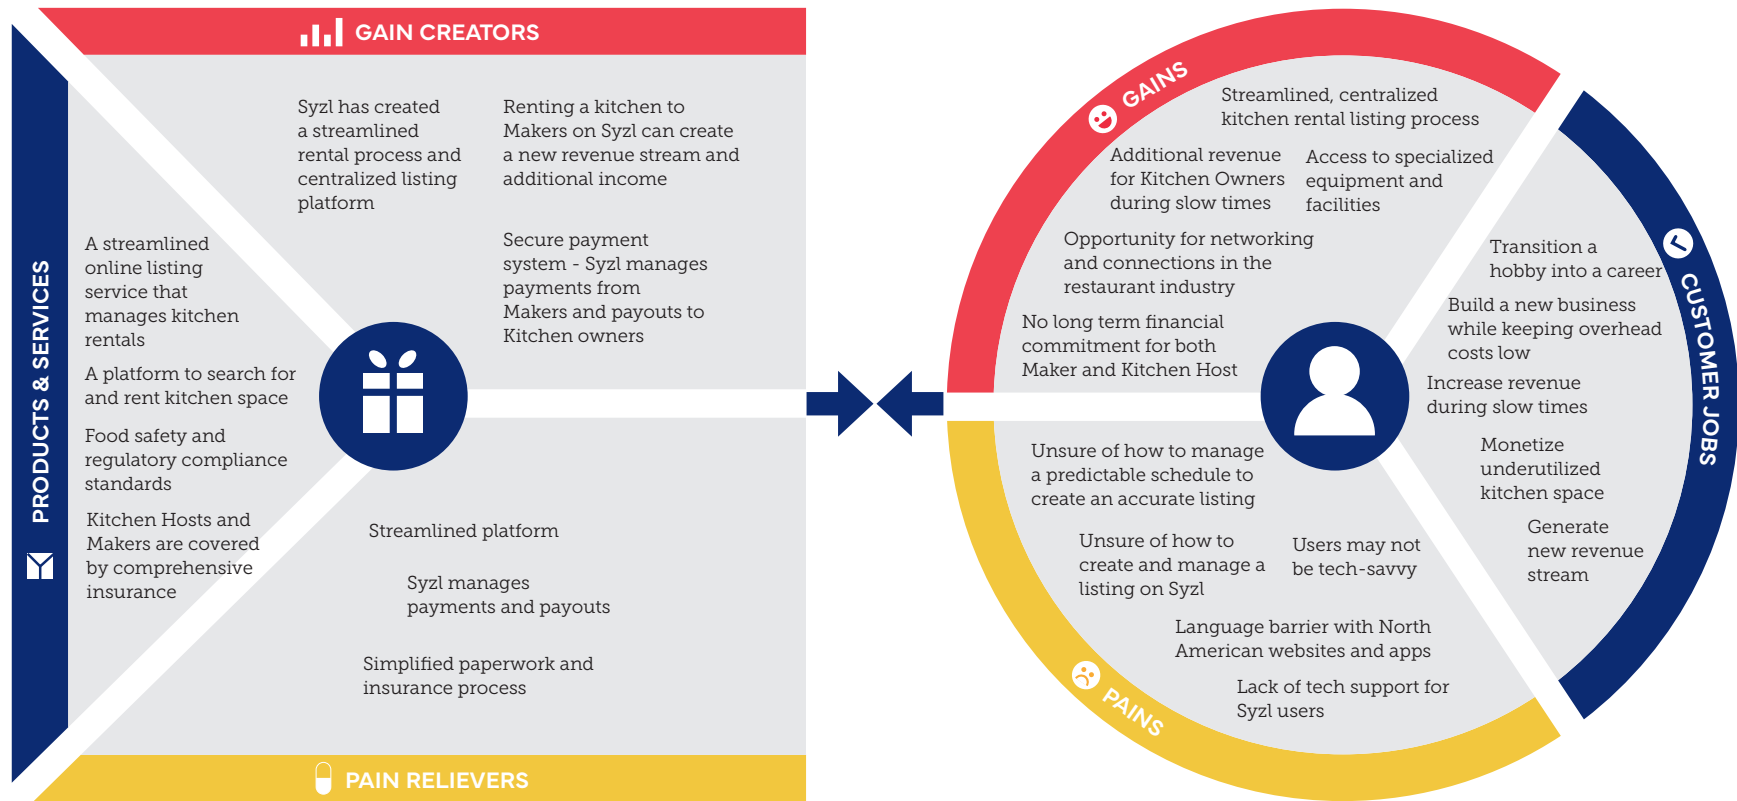 GAIN CREATORS
Syzl has created
a streamlined
rental process and
centralized listing
platform
Renting a kitchen to
Makers on Syzl can create
a new revenue stream and
additional income
Secure payment
system - Syzl manages
payments from
Makers and payouts to
Kitchen owners
PRODUCTS & SERVICES
A streamlined
online listing
service that
manages kitchen
rentals
A platform to search for
and rent kitchen space
Food safety and
regulatory compliance
standards
Kitchen Hosts and
Makers are covered
by comprehensive
insurance
Streamlined platform
Syzl manages
payments and payouts
Simplified paperwork and
insurance process
PAIN RELIEVERS
GAINS
Streamlined, centralized
kitchen rental listing process
Additional revenue
for Kitchen Owners
during slow times
Access to specialized
equipment and
facilities
Opportunity for networking
and connections in the
restaurant industry
No long term financial
commitment for both
Maker and Kitchen Host
CUSTOMER JOBS
Transition a
hobby into a career
Build a new business
while keeping overhead
costs low
Increase revenue
during slow times
Monetize
underutilized
kitchen space
Generate
new revenue
stream
Unsure of how to manage
a predictable schedule to
create an accurate listing
Unsure of how to
create and manage a
listing on Syzl
Users may not
be tech-savvy
Language barrier with North
American websites and apps
Lack of tech support for
Syzl users
PAINS